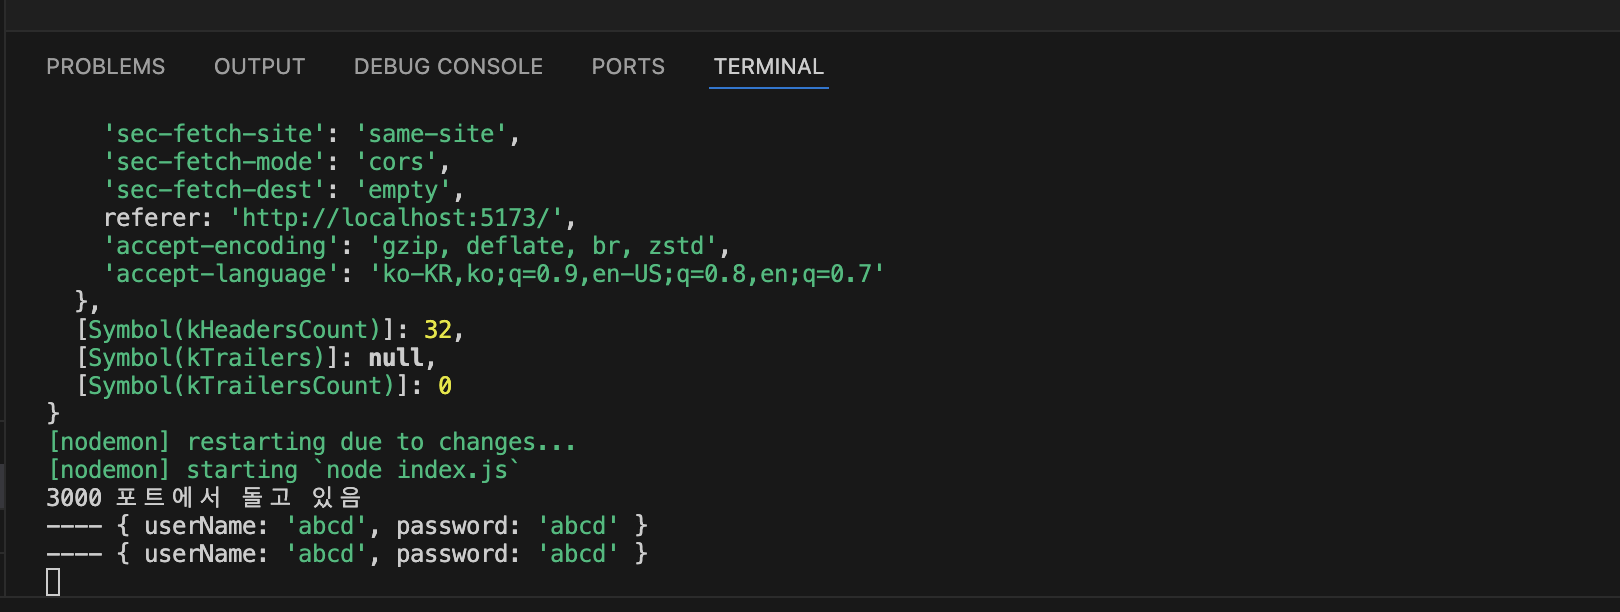 PROBLEMS OUTPUT DEBUG CONSOLE PORTS TERMINAL
'sec-fetch-site': 'same-site',
'sec-fetch-mode': 'cors',
'sec-fetch-dest': 'empty',
referer: 'http://localhost:5173/',
'accept-encoding': 'gzip, deflate, br, zstd',
'accept-language': 'ko-KR,ko;q=0.9,en-US;q=0.8,en;q=0.7'
},
[Symbol(kHeadersCount)]: 32,
[Symbol(kTrailers)]: null,
[Symbol(kTrailersCount)]: 0
}
[nodemon] restarting due to changes...
[nodemon] starting `node index.js`
3000 포트에서 돌고 있음
---- { userName: 'abcd', password: 'abcd' }
---- { userName: 'abcd', password: 'abcd' }